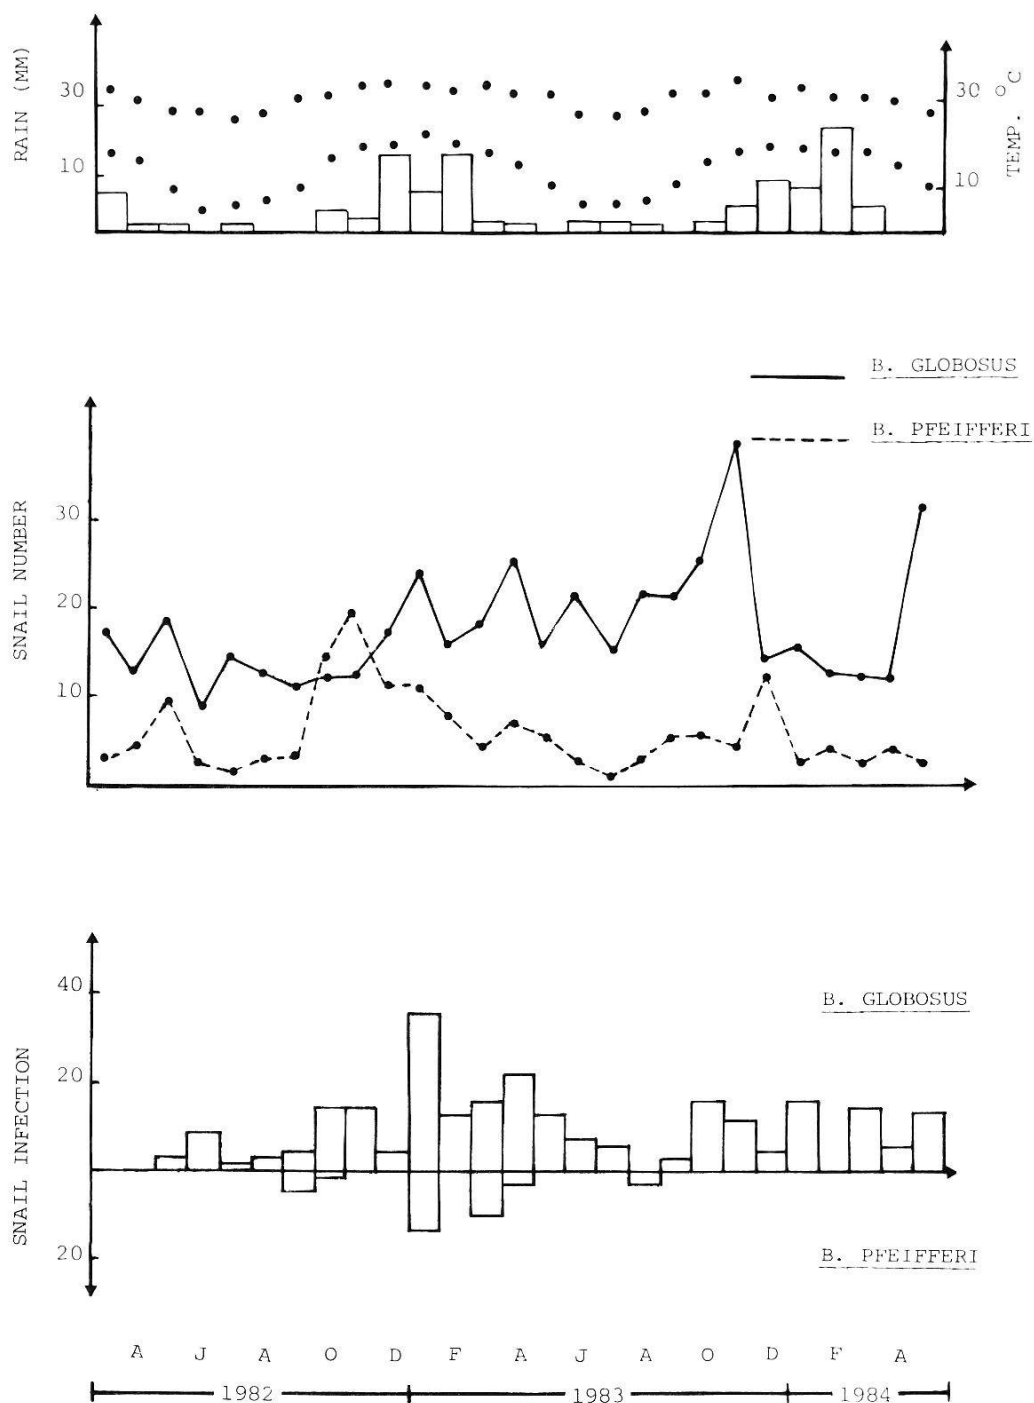 RAIN (MM)
30
10
30 °C
10
TEMP.
B. GLOBOSUS
B. PFEIFFERI
SNAIL NUMBER
30
20
10
SNAIL INFECTION
40
20
20
B. GLOBOSUS
B. PFEIFFERI
A J A O D F A J A O D F A
1982 1983 1984